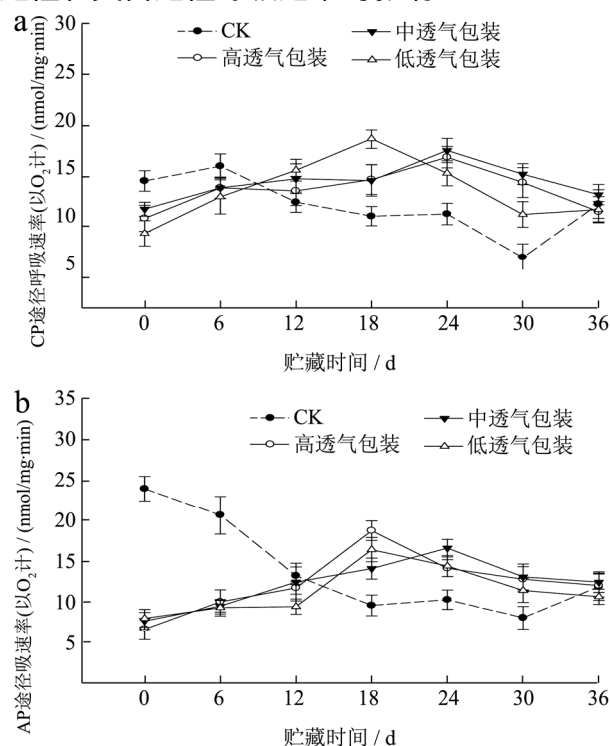 a
30
25
20
15
10
5
CP途径呼吸速率(以O2计) / (nmol/mg·min)
CK
中透气包装
高透气包装
低透气包装
0 6 12 18 24 30 36
贮藏时间 / d
b
35
30
25
20
15
10
5
AP途径吸速率(以O2计) / (nmol/mg·min)
CK
中透气包装
高透气包装
低透气包装
0 6 12 18 24 30 36
贮藏时间 / d